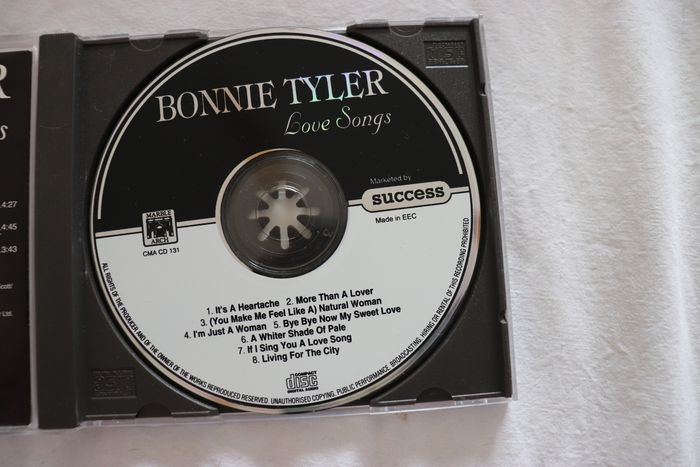 R
s
4:27
4:45
3:43
Scott/
Ltd.
BONNIE TYLER
Love Songs
Marketed by
success
Made in EEC
MARBLE
ARCH
CMA CD 131
1. It's A Heartache 2. More Than A Lover
3. (You Make Me Feel Like A) Natural Woman
4. I'm Just A Woman 5. Bye Bye Now My Sweet Love
6. A Whiter Shade Of Pale
7. If I Sing You A Love Song
8. Living For The City
COMPACT
disc
DIGITAL AUDIO
ALL RIGHTS OF THE PRODUCER AND OF THE OWNER OF THE WORKS REPRODUCED RESERVED. UNAUTHORISED COPYING, PUBLIC PERFORMANCE, BROADCASTING, HIRING OR RENTAL OF THIS RECORDING PROHIBITED.